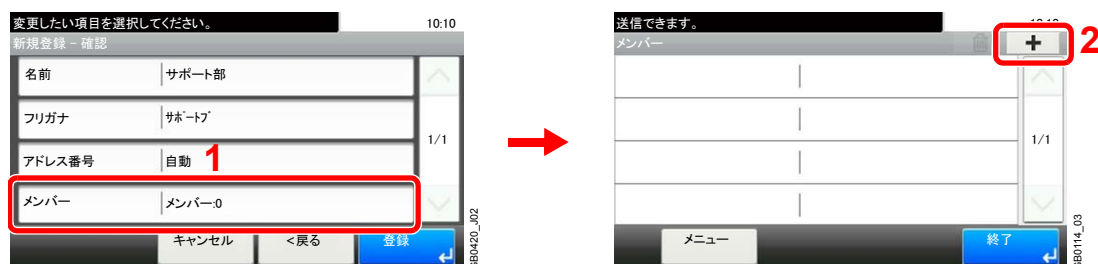 変更したい項目を選択してください。
10:10
新規登録 - 確認
名前 サポート部
フリガナ ｻﾎﾟｰﾄﾌﾞ
アドレス番号 自動
1
メンバー メンバー:0
1/1
キャンセル <戻る 登録
GB0420_J02
送信できます。
10:10
メンバー
+
2
1/1
メニュー 終了
GB0114_03